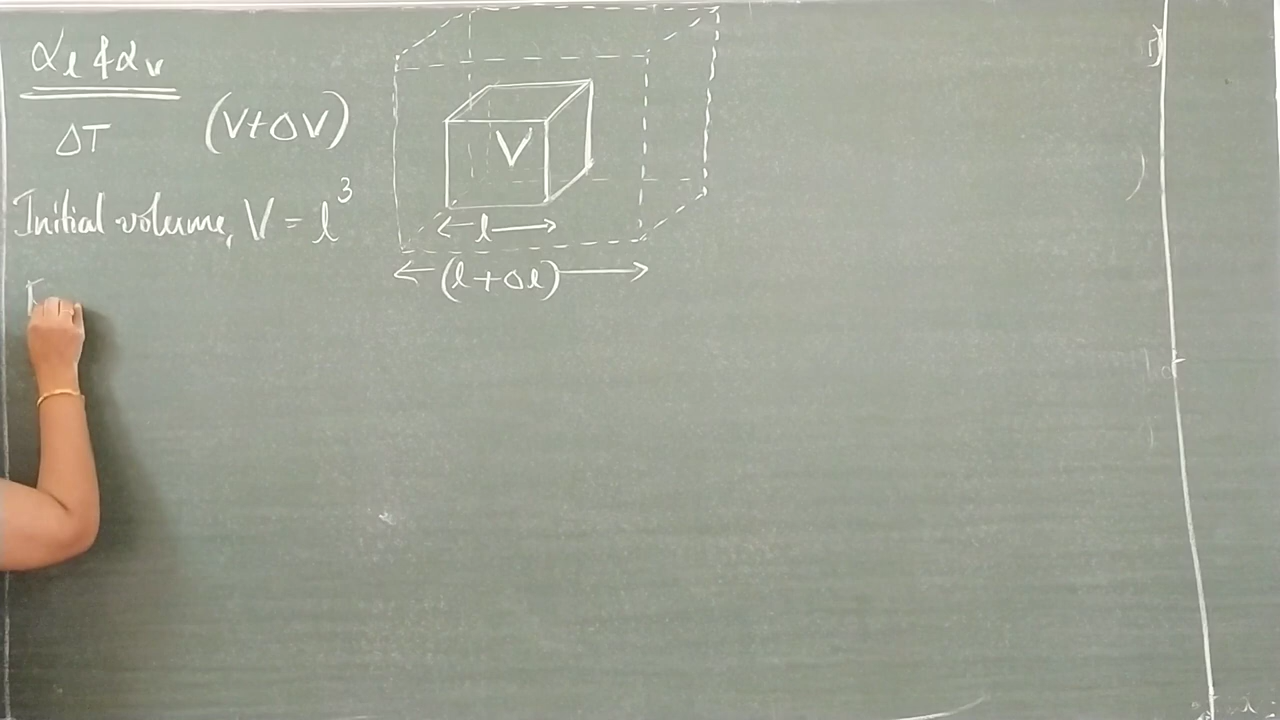 αl & αv
ΔT (V+ΔV)
Initial volume, V = l³
V
l
(l+Δl)